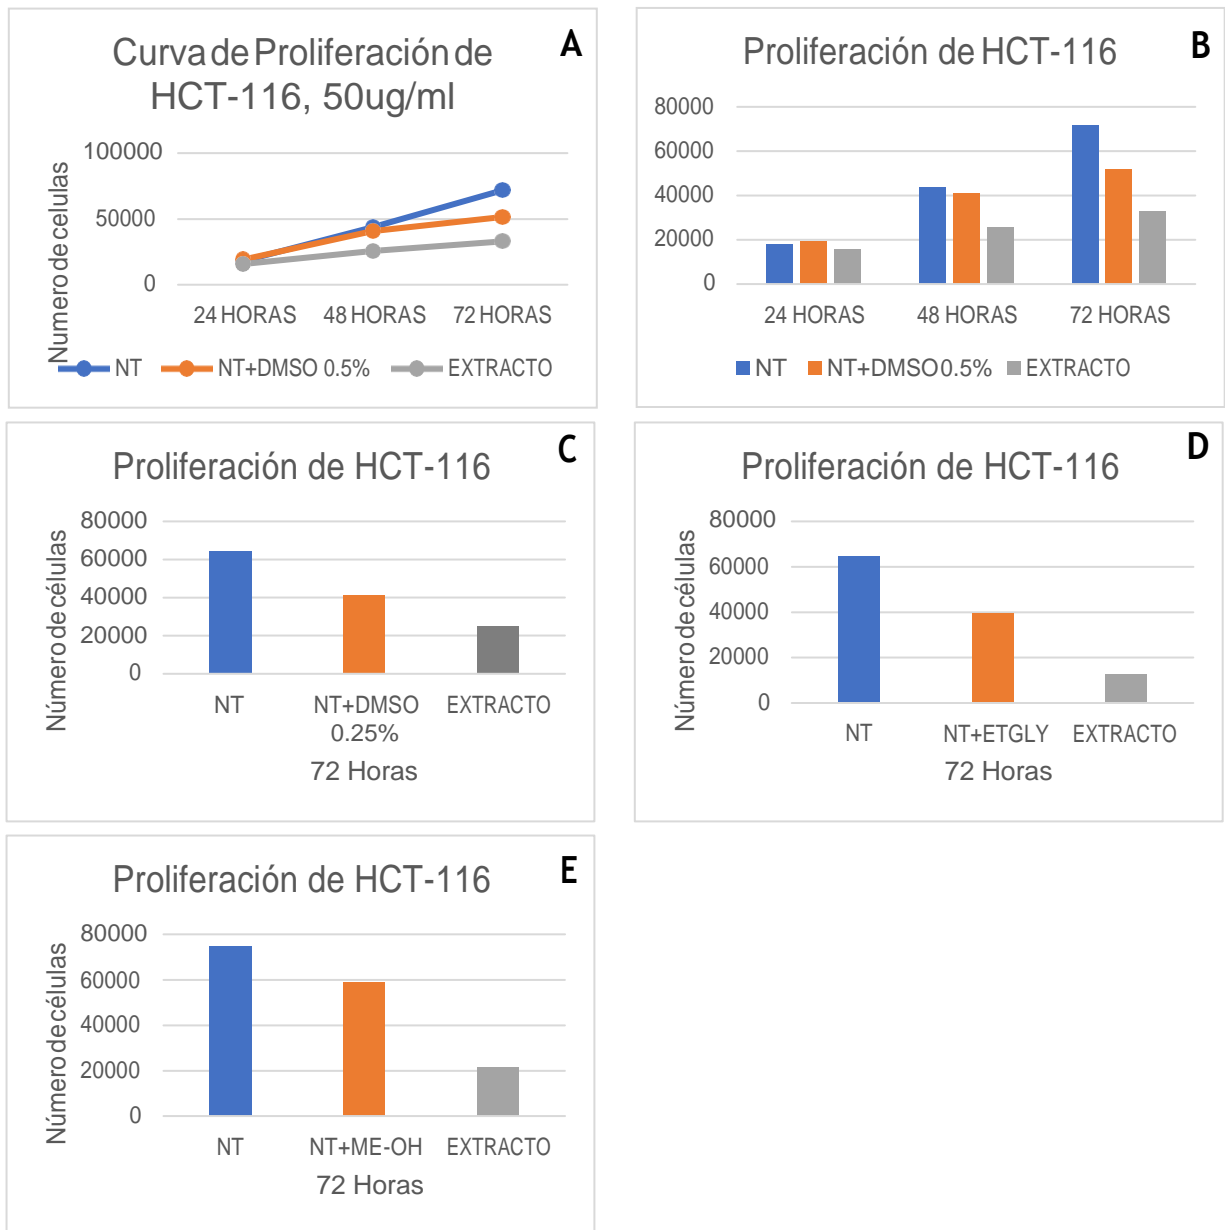 Curva de Proliferación de
HCT-116, 50ug/ml
A
Numero de celulas
100000
50000
0
24 HORAS 48 HORAS 72 HORAS
NT NT+DMSO 0.5% EXTRACTO
Proliferación de HCT-116
B
80000
60000
40000
20000
0
24 HORAS 48 HORAS 72 HORAS
NT NT+DMSO 0.5% EXTRACTO
Proliferación de HCT-116
C
Número de células
80000
60000
40000
20000
0
NT NT+DMSO EXTRACTO
0.25%
72 Horas
Proliferación de HCT-116
D
Número de células
80000
60000
40000
20000
0
NT NT+ETGLY EXTRACTO
72 Horas
Proliferación de HCT-116
E
Número de células
80000
60000
40000
20000
0
NT NT+ME-OH EXTRACTO
72 Horas